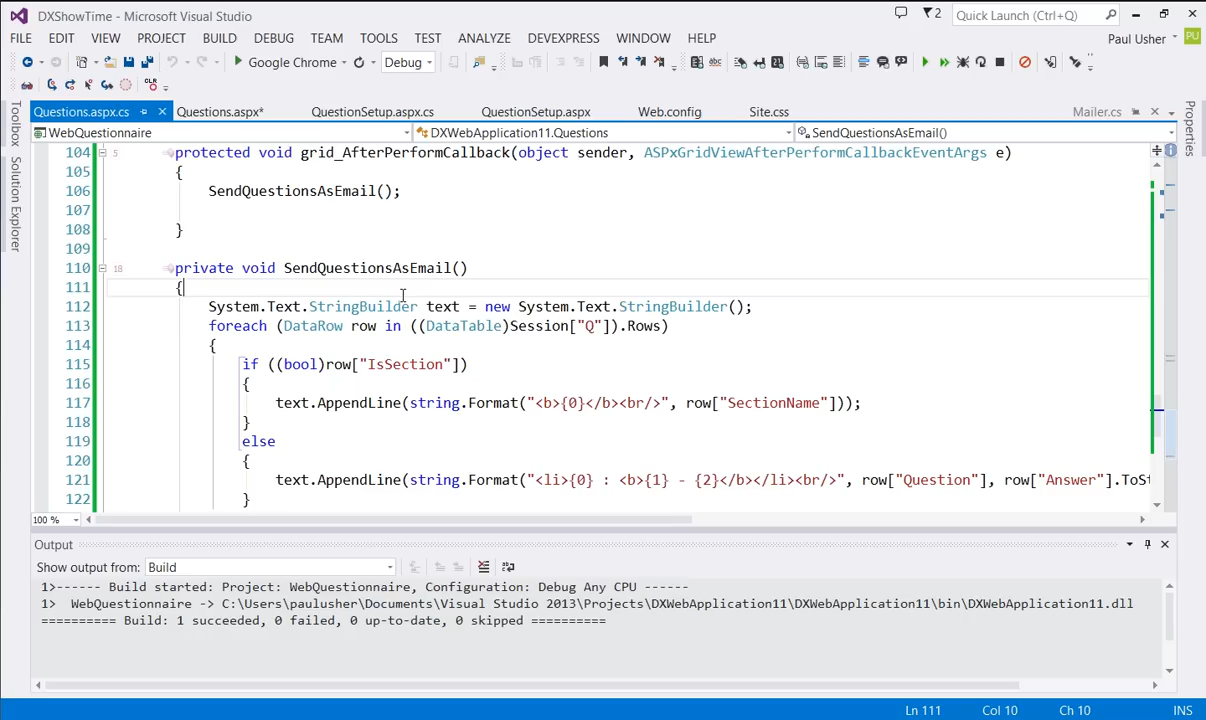 DXShowTime - Microsoft Visual Studio
2
Quick Launch (Ctrl+Q)
FILE EDIT VIEW PROJECT BUILD DEBUG TEAM TOOLS TEST ANALYZE DEVEXPRESS WINDOW HELP
Paul Usher
PU
Google Chrome
Debug
Toolbox
Solution Explorer
Properties
Questions.aspx.cs Questions.aspx* QuestionSetup.aspx.cs QuestionSetup.aspx Web.config Site.css Mailer.cs
WebQuestionnaire DXWebApplication11.Questions SendQuestionsAsEmail()
104 5 protected void grid_AfterPerformCallback(object sender, ASPxGridViewAfterPerformCallbackEventArgs e)
105 {
106 SendQuestionsAsEmail();
107
108 }
109
110 18 private void SendQuestionsAsEmail()
111 {
112 System.Text.StringBuilder text = new System.Text.StringBuilder();
113 foreach (DataRow row in ((DataTable)Session["Q"]).Rows)
114 {
115 if ((bool)row["IsSection"])
116 {
117 text.AppendLine(string.Format("<b>{0}</b><br/>", row["SectionName"]));
118 }
119 else
120 {
121 text.AppendLine(string.Format("<li>{0} : <b>{1} - {2}</b></li><br/>", row["Question"], row["Answer"].ToSt
122 }
100 %
Output
Show output from: Build
1>------ Build started: Project: WebQuestionnaire, Configuration: Debug Any CPU ------
1> WebQuestionnaire -> C:\Users\paulusher\Documents\Visual Studio 2013\Projects\DXWebApplication11\DXWebApplication11\bin\DXWebApplication11.dll
========== Build: 1 succeeded, 0 failed, 0 up-to-date, 0 skipped ==========
Ln 111 Col 10 Ch 10 INS